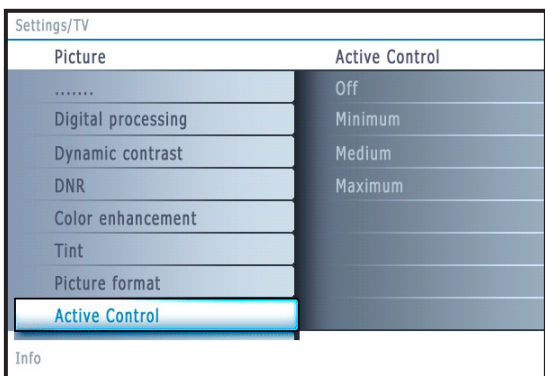 Settings/TV
Picture
Active Control
.......
Off
Digital processing
Minimum
Dynamic contrast
Medium
DNR
Maximum
Color enhancement
Tint
Picture format
Active Control
Info